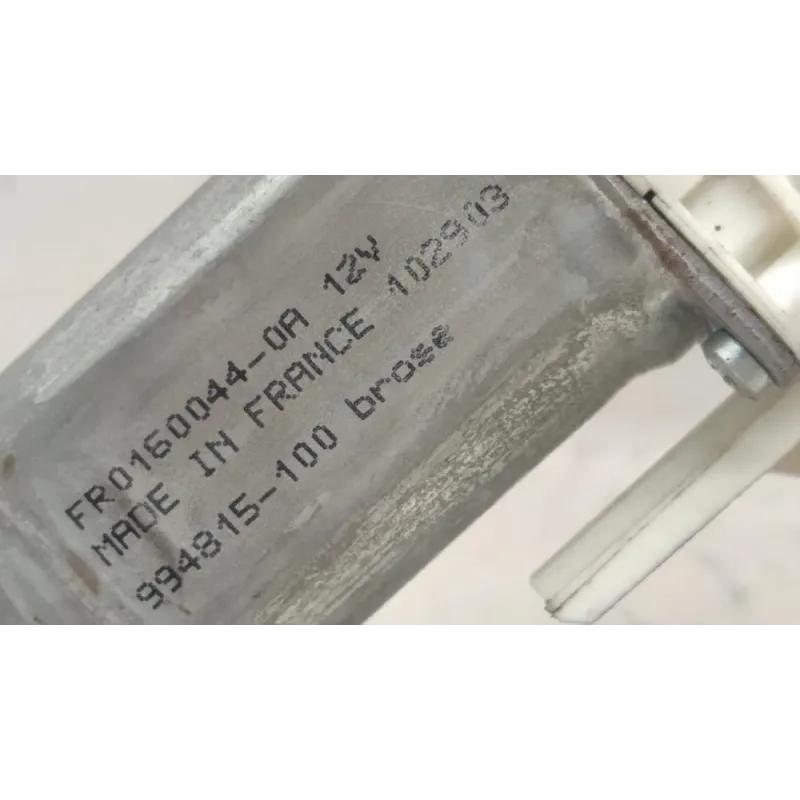 FR0160044-0A 12V
MADE IN FRANCE 102903
994815-100 brose